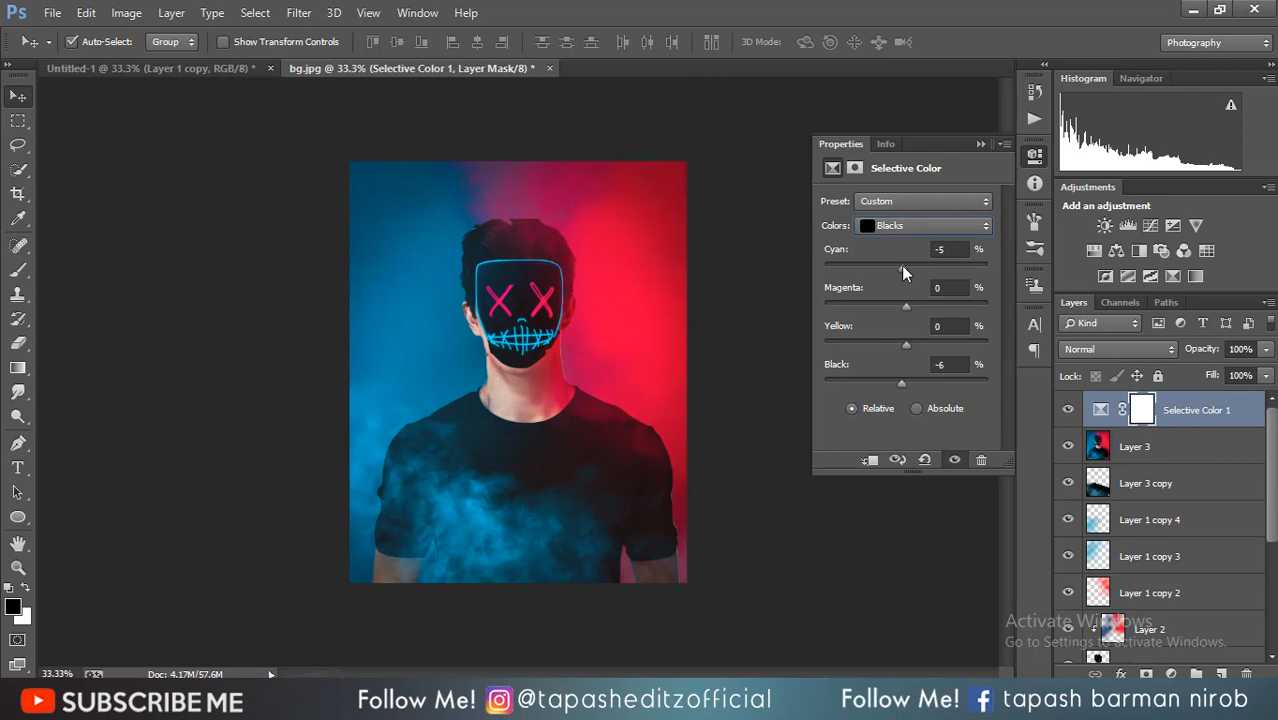 Ps File Edit Image Layer Type Select Filter 3D View Window Help
Auto-Select: Group Show Transform Controls 3D Mode: Photography
Untitled-1 @ 33.3% (Layer 1 copy, RGB/8) * × bg.jpg @ 33.3% (Selective Color 1, Layer Mask/8) * ×
Histogram Navigator
Properties Info
Selective Color
Preset: Custom
Colors: Blacks
Cyan: -5 %
Magenta: 0 %
Yellow: 0 %
Black: -6 %
Relative Absolute
Adjustments
Add an adjustment
Layers Channels Paths
Kind
Normal Opacity: 100%
Lock: Fill: 100%
Selective Color 1
Layer 3
Layer 3 copy
Layer 1 copy 4
Layer 1 copy 3
Layer 1 copy 2
Layer 2
Activate Windows
Go to Settings to activate Windows.
33.33% Doc: 4.17M/57.6M
SUBSCRIBE ME Follow Me! @tapasheditzofficial Follow Me! f tapash barman nirob